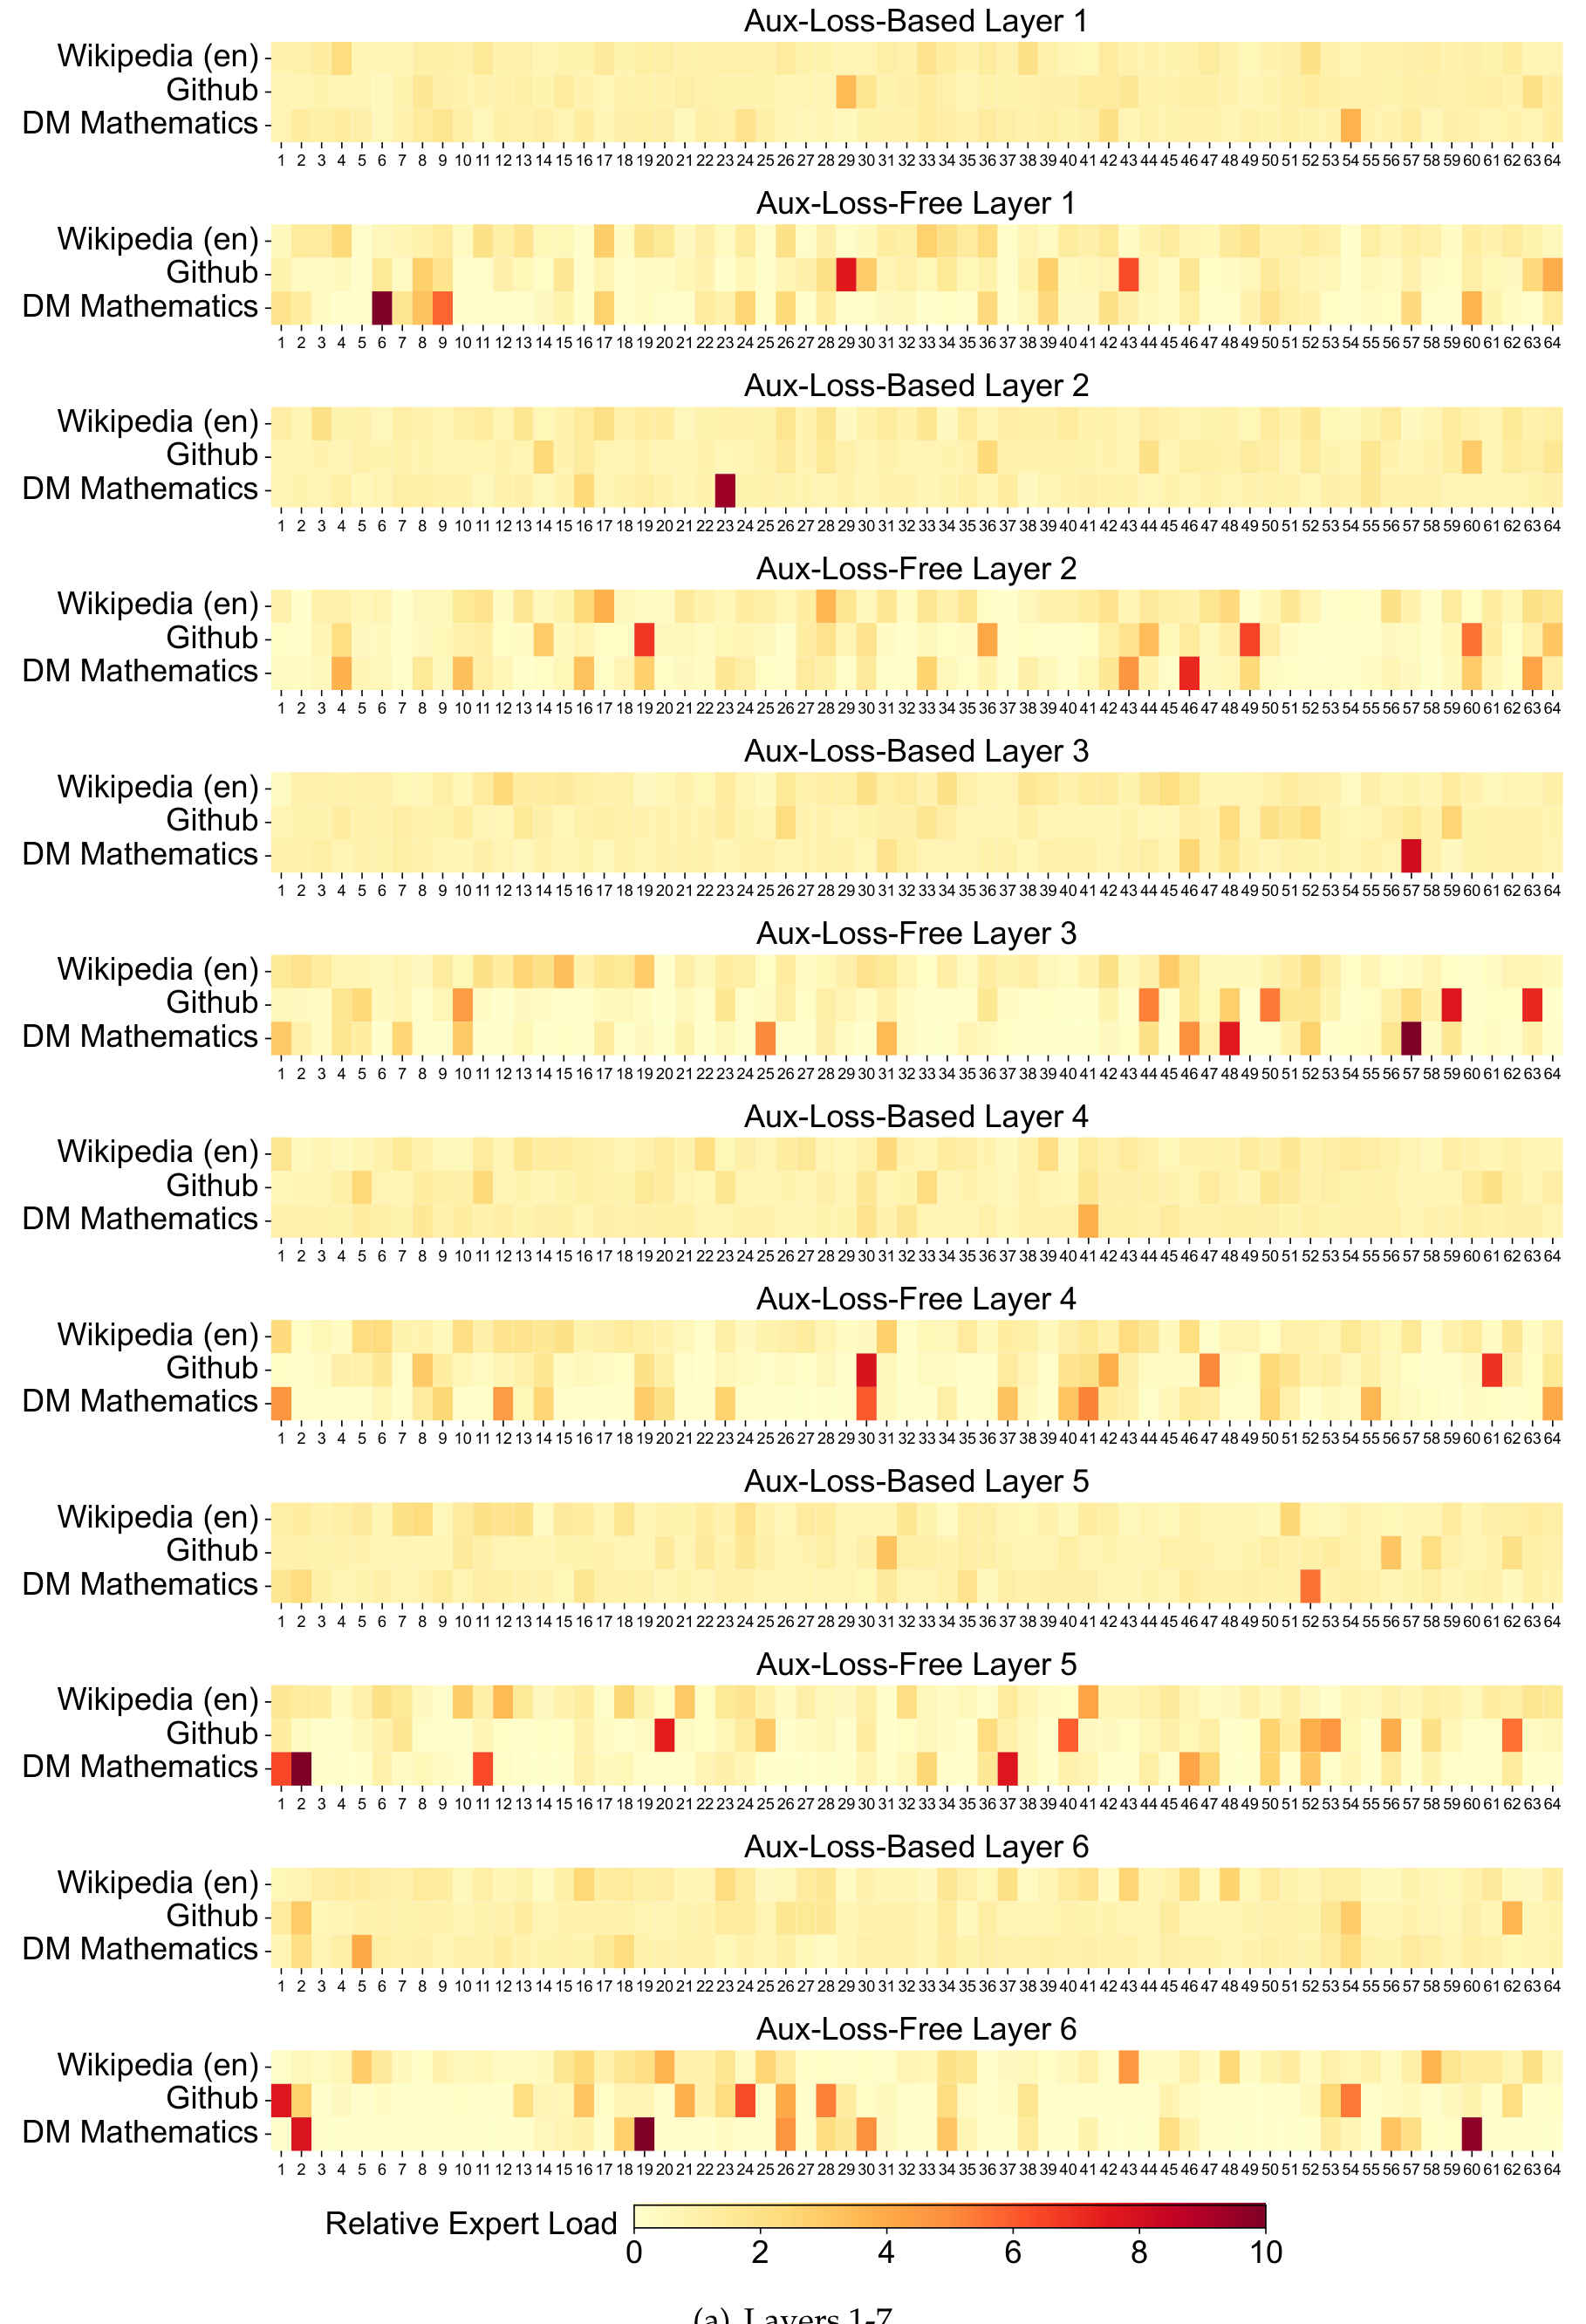 Aux-Loss-Based Layer 1
Wikipedia (en)
Github
DM Mathematics
1 2 3 4 5 6 7 8 9 10 11 12 13 14 15 16 17 18 19 20 21 22 23 24 25 26 27 28 29 30 31 32 33 34 35 36 37 38 39 40 41 42 43 44 45 46 47 48 49 50 51 52 53 54 55 56 57 58 59 60 61 62 63 64
Aux-Loss-Free Layer 1
Wikipedia (en)
Github
DM Mathematics
1 2 3 4 5 6 7 8 9 10 11 12 13 14 15 16 17 18 19 20 21 22 23 24 25 26 27 28 29 30 31 32 33 34 35 36 37 38 39 40 41 42 43 44 45 46 47 48 49 50 51 52 53 54 55 56 57 58 59 60 61 62 63 64
Aux-Loss-Based Layer 2
Wikipedia (en)
Github
DM Mathematics
1 2 3 4 5 6 7 8 9 10 11 12 13 14 15 16 17 18 19 20 21 22 23 24 25 26 27 28 29 30 31 32 33 34 35 36 37 38 39 40 41 42 43 44 45 46 47 48 49 50 51 52 53 54 55 56 57 58 59 60 61 62 63 64
Aux-Loss-Free Layer 2
Wikipedia (en)
Github
DM Mathematics
1 2 3 4 5 6 7 8 9 10 11 12 13 14 15 16 17 18 19 20 21 22 23 24 25 26 27 28 29 30 31 32 33 34 35 36 37 38 39 40 41 42 43 44 45 46 47 48 49 50 51 52 53 54 55 56 57 58 59 60 61 62 63 64
Aux-Loss-Based Layer 3
Wikipedia (en)
Github
DM Mathematics
1 2 3 4 5 6 7 8 9 10 11 12 13 14 15 16 17 18 19 20 21 22 23 24 25 26 27 28 29 30 31 32 33 34 35 36 37 38 39 40 41 42 43 44 45 46 47 48 49 50 51 52 53 54 55 56 57 58 59 60 61 62 63 64
Aux-Loss-Free Layer 3
Wikipedia (en)
Github
DM Mathematics
1 2 3 4 5 6 7 8 9 10 11 12 13 14 15 16 17 18 19 20 21 22 23 24 25 26 27 28 29 30 31 32 33 34 35 36 37 38 39 40 41 42 43 44 45 46 47 48 49 50 51 52 53 54 55 56 57 58 59 60 61 62 63 64
Aux-Loss-Based Layer 4
Wikipedia (en)
Github
DM Mathematics
1 2 3 4 5 6 7 8 9 10 11 12 13 14 15 16 17 18 19 20 21 22 23 24 25 26 27 28 29 30 31 32 33 34 35 36 37 38 39 40 41 42 43 44 45 46 47 48 49 50 51 52 53 54 55 56 57 58 59 60 61 62 63 64
Aux-Loss-Free Layer 4
Wikipedia (en)
Github
DM Mathematics
1 2 3 4 5 6 7 8 9 10 11 12 13 14 15 16 17 18 19 20 21 22 23 24 25 26 27 28 29 30 31 32 33 34 35 36 37 38 39 40 41 42 43 44 45 46 47 48 49 50 51 52 53 54 55 56 57 58 59 60 61 62 63 64
Aux-Loss-Based Layer 5
Wikipedia (en)
Github
DM Mathematics
1 2 3 4 5 6 7 8 9 10 11 12 13 14 15 16 17 18 19 20 21 22 23 24 25 26 27 28 29 30 31 32 33 34 35 36 37 38 39 40 41 42 43 44 45 46 47 48 49 50 51 52 53 54 55 56 57 58 59 60 61 62 63 64
Aux-Loss-Free Layer 5
Wikipedia (en)
Github
DM Mathematics
1 2 3 4 5 6 7 8 9 10 11 12 13 14 15 16 17 18 19 20 21 22 23 24 25 26 27 28 29 30 31 32 33 34 35 36 37 38 39 40 41 42 43 44 45 46 47 48 49 50 51 52 53 54 55 56 57 58 59 60 61 62 63 64
Aux-Loss-Based Layer 6
Wikipedia (en)
Github
DM Mathematics
1 2 3 4 5 6 7 8 9 10 11 12 13 14 15 16 17 18 19 20 21 22 23 24 25 26 27 28 29 30 31 32 33 34 35 36 37 38 39 40 41 42 43 44 45 46 47 48 49 50 51 52 53 54 55 56 57 58 59 60 61 62 63 64
Aux-Loss-Free Layer 6
Wikipedia (en)
Github
DM Mathematics
1 2 3 4 5 6 7 8 9 10 11 12 13 14 15 16 17 18 19 20 21 22 23 24 25 26 27 28 29 30 31 32 33 34 35 36 37 38 39 40 41 42 43 44 45 46 47 48 49 50 51 52 53 54 55 56 57 58 59 60 61 62 63 64
Relative Expert Load
0 2 4 6 8 10
(a) Layers 1-7